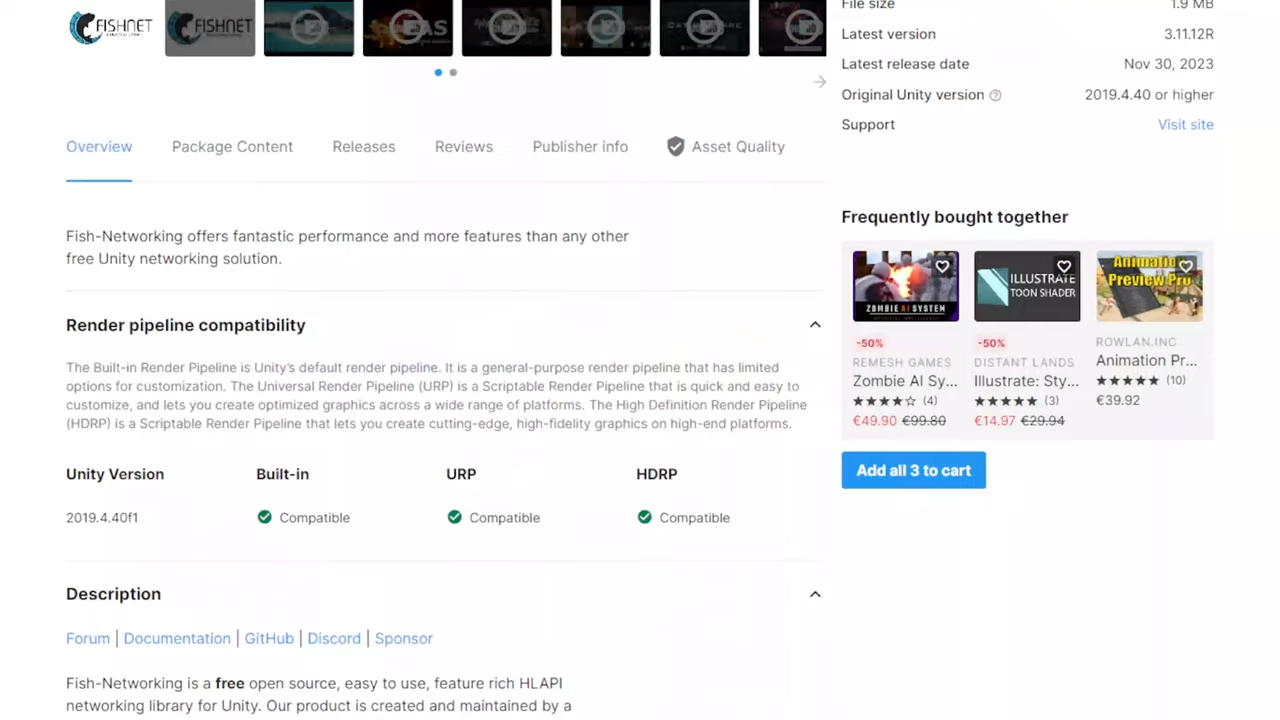 FISHNET
FISHNET
File size 1.9 MB
Latest version 3.11.12R
Latest release date Nov 30, 2023
Original Unity version 2019.4.40 or higher
Support Visit site
Overview Package Content Releases Reviews Publisher info Asset Quality
Fish-Networking offers fantastic performance and more features than any other
free Unity networking solution.
Render pipeline compatibility
The Built-in Render Pipeline is Unity's default render pipeline. It is a general-purpose render pipeline that has limited
options for customization. The Universal Render Pipeline (URP) is a Scriptable Render Pipeline that is quick and easy to
customize, and lets you create optimized graphics across a wide range of platforms. The High Definition Render Pipeline
(HDRP) is a Scriptable Render Pipeline that lets you create cutting-edge, high-fidelity graphics on high-end platforms.
Unity Version Built-in URP HDRP
2019.4.40f1 Compatible Compatible Compatible
Description
Forum | Documentation | GitHub | Discord | Sponsor
Fish-Networking is a free open source, easy to use, feature rich HLAPI
networking library for Unity. Our product is created and maintained by a
Frequently bought together
ZOMBIE AI SYSTEM
-50%
REMESH GAMES
Zombie AI Sy...
(4)
€49.90 €99.80
ILLUSTRATE
TOON SHADER
-50%
DISTANT LANDS
Illustrate: Sty...
(3)
€14.97 €29.94
Animation
Preview Pro
ROWLAN.INC
Animation Pr...
(10)
€39.92
Add all 3 to cart